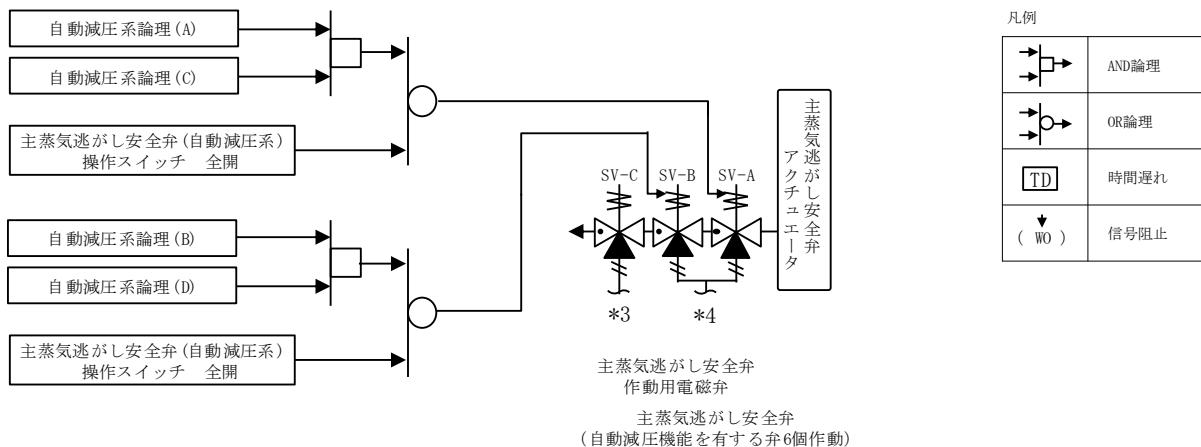 自動減圧系論理(A)
自動減圧系論理(C)
主蒸気逃がし安全弁(自動減圧系)
操作スイッチ 全開
自動減圧系論理(B)
自動減圧系論理(D)
主蒸気逃がし安全弁(自動減圧系)
操作スイッチ 全開
SV-C
SV-B
SV-A
主蒸気逃がし安全弁
アクチュエータ
*3
*4
主蒸気逃がし安全弁
作動用電磁弁
主蒸気逃がし安全弁
(自動減圧機能を有する弁6個作動)
凡例
AND論理
OR論理
TD
時間遅れ
( WO )
信号阻止